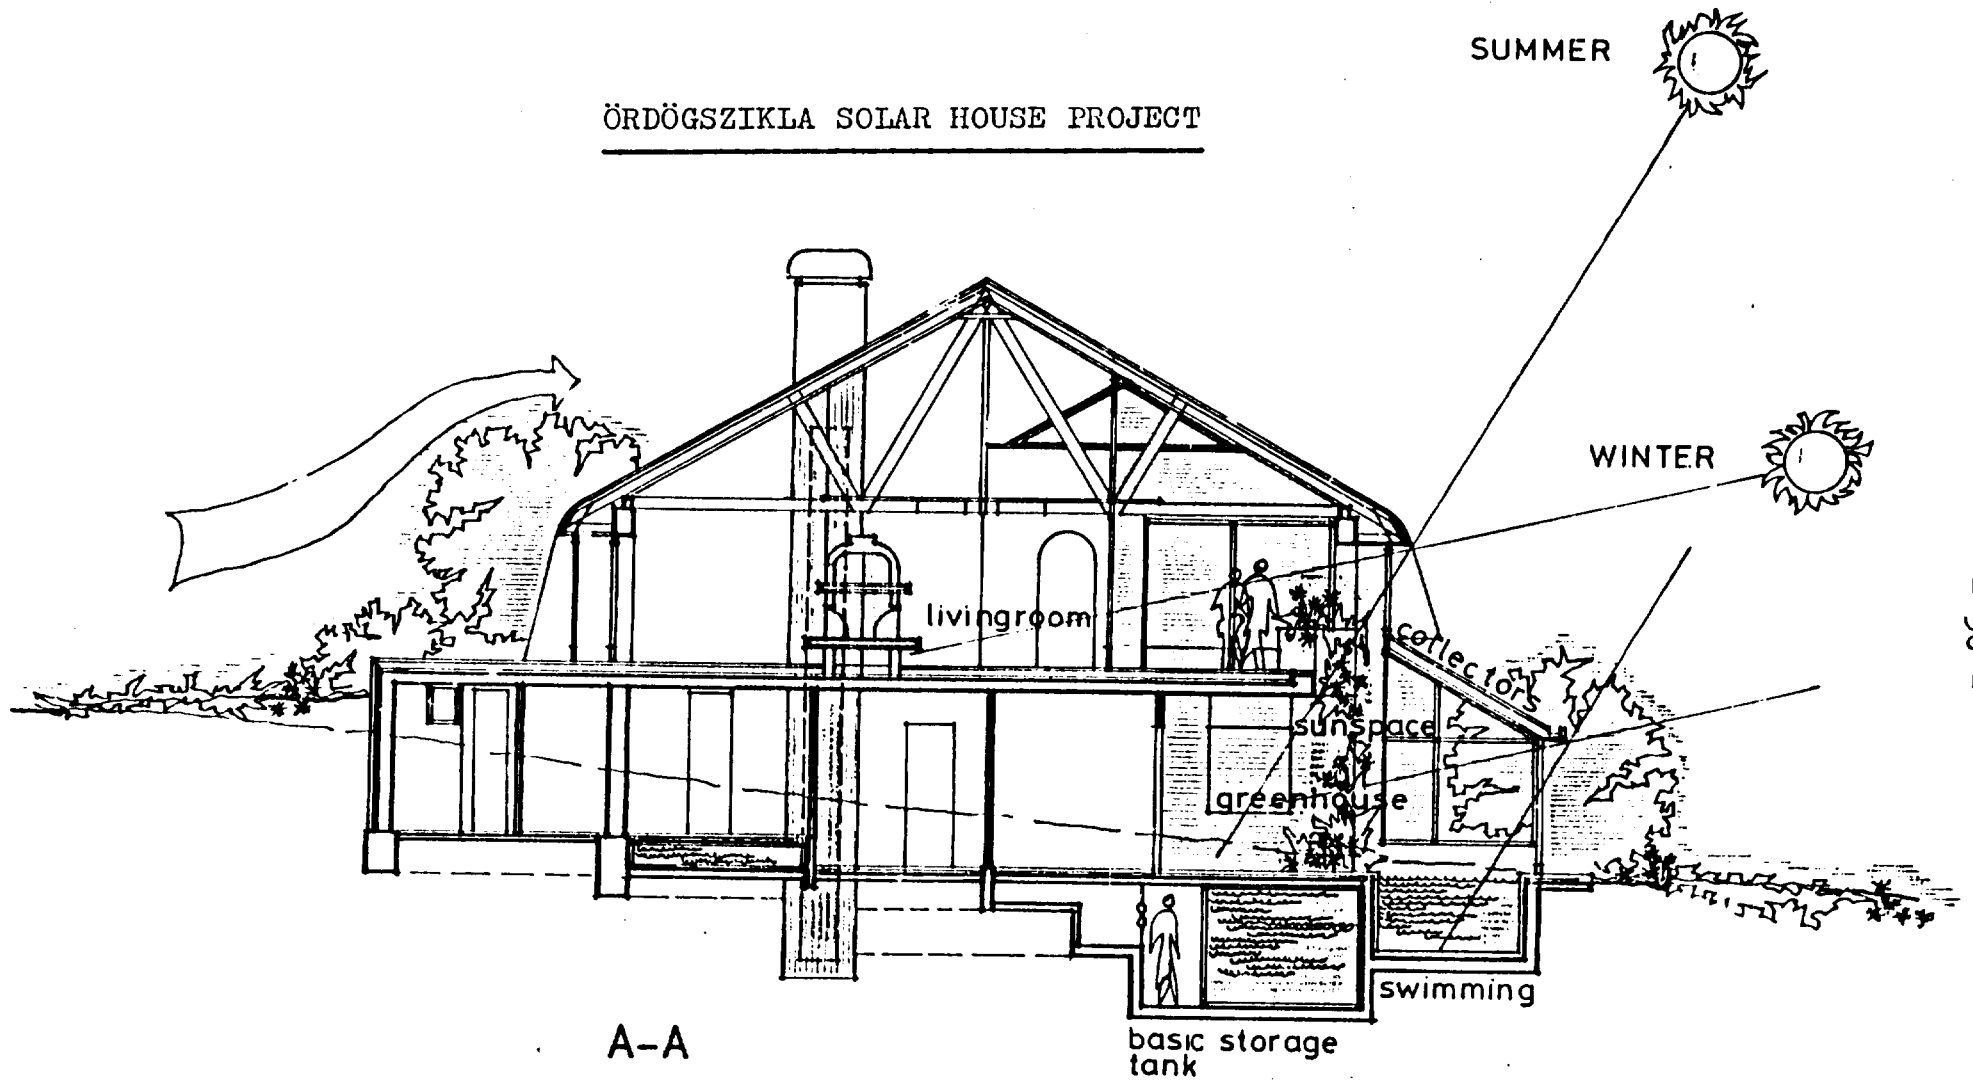 SUMMER
ÖRDÖGSZIKLA SOLAR HOUSE PROJECT
WINTER
livingroom
collectors
sunspace
greenhouse
swimming
A-A
basic storage
tank